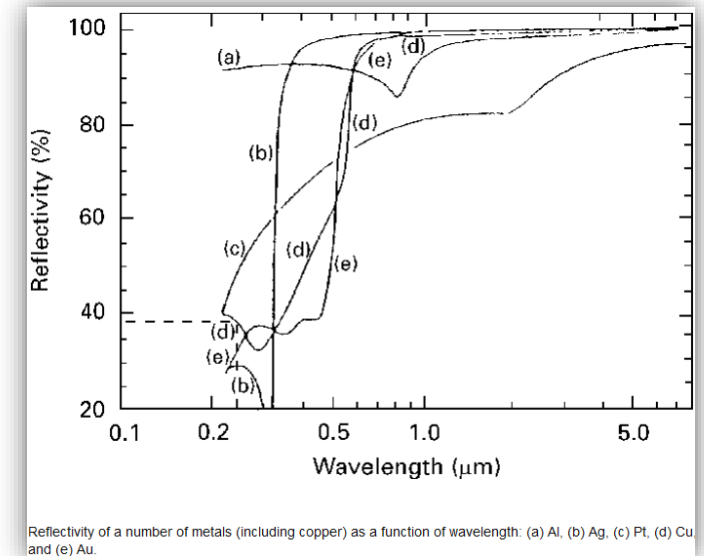 100
80
60
40
20
Reflectivity (%)
(a)
(b)
(c)
(d)
(e)
(d)
(d)
(e)
(d)
(e)
(b)
0.1 0.2 0.5 1.0 5.0
Wavelength (μm)
Reflectivity of a number of metals (including copper) as a function of wavelength: (a) Al, (b) Ag, (c) Pt, (d) Cu,
and (e) Au.